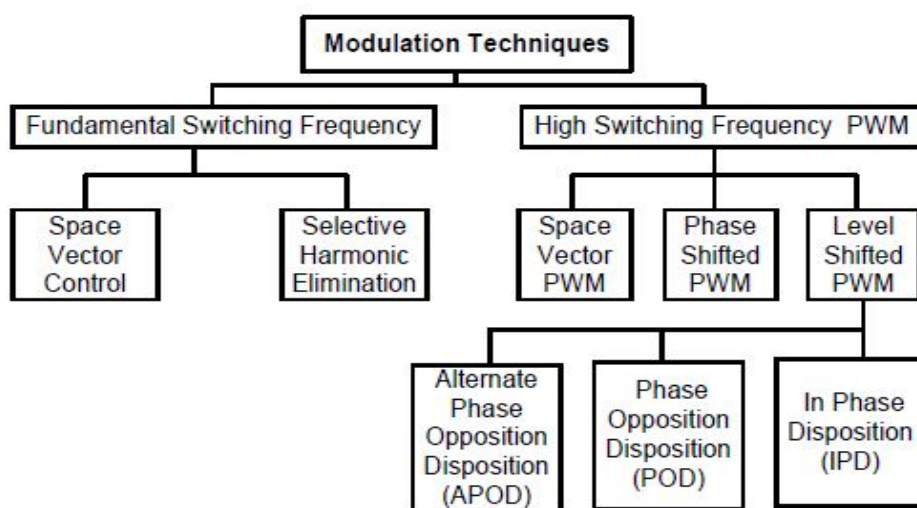 Modulation Techniques
Fundamental Switching Frequency
High Switching Frequency PWM
Space
Vector
Control
Selective
Harmonic
Elimination
Space
Vector
PWM
Phase
Shifted
PWM
Level
Shifted
PWM
Alternate
Phase
Opposition
Disposition
(APOD)
Phase
Opposition
Disposition
(POD)
In Phase
Disposition
(IPD)